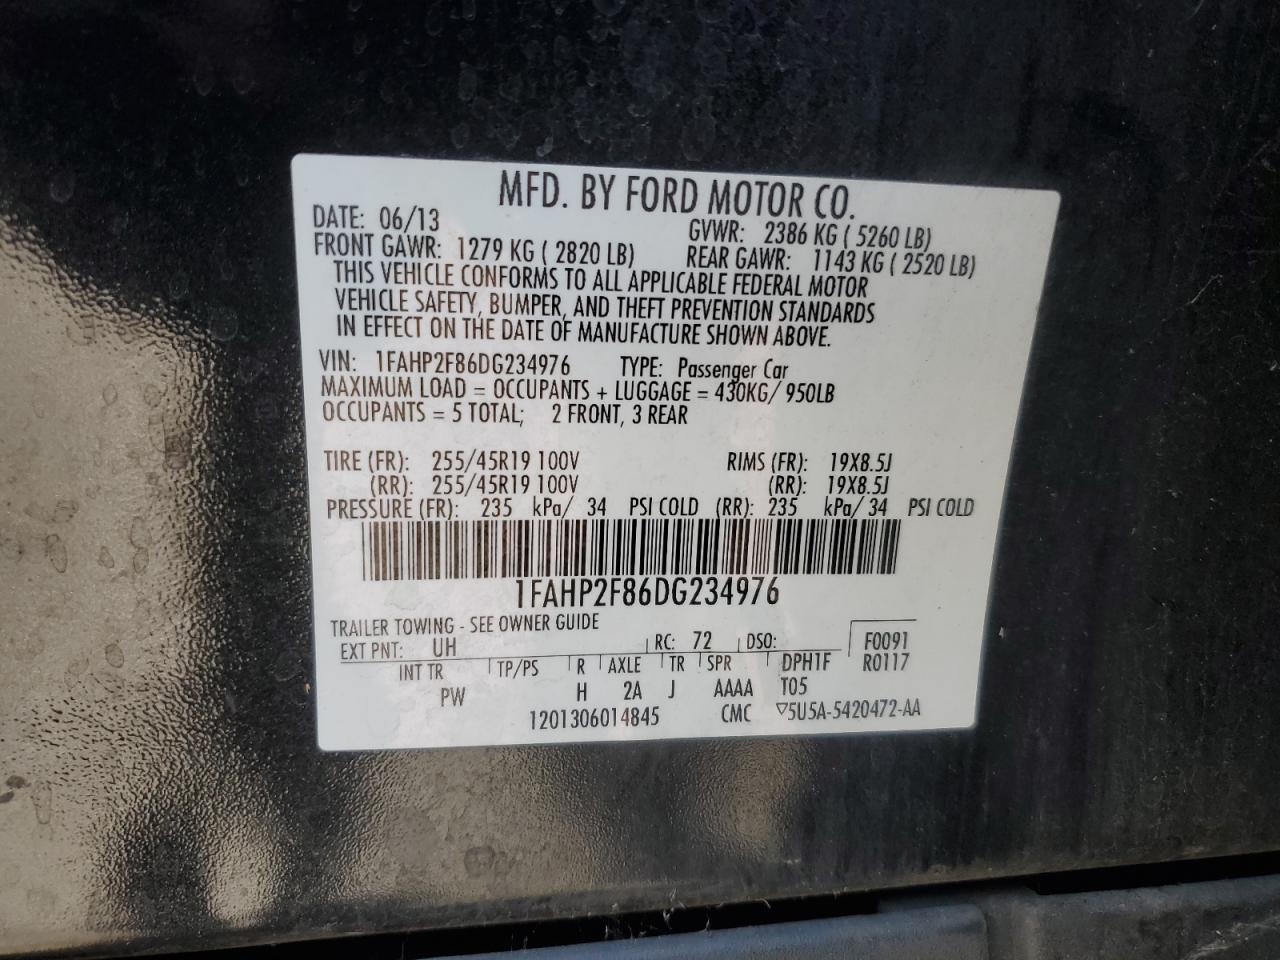 MFD. BY FORD MOTOR CO.
DATE: 06/13 GVWR: 2386 KG ( 5260 LB)
FRONT GAWR: 1279 KG ( 2820 LB) REAR GAWR: 1143 KG ( 2520 LB)
THIS VEHICLE CONFORMS TO ALL APPLICABLE FEDERAL MOTOR
VEHICLE SAFETY, BUMPER, AND THEFT PREVENTION STANDARDS
IN EFFECT ON THE DATE OF MANUFACTURE SHOWN ABOVE.
VIN: 1FAHP2F86DG234976 TYPE: Passenger Car
MAXIMUM LOAD = OCCUPANTS + LUGGAGE = 430KG/ 950LB
OCCUPANTS = 5 TOTAL; 2 FRONT, 3 REAR
TIRE (FR): 255/45R19 100V RIMS (FR): 19X8.5J
(RR): 255/45R19 100V (RR): 19X8.5J
PRESSURE (FR): 235 kPa/ 34 PSI COLD (RR): 235 kPa/ 34 PSI COLD
1FAHP2F86DG234976
TRAILER TOWING - SEE OWNER GUIDE
EXT PNT: UH RC: 72 DSO: F0091
INT TR TP/PS R AXLE TR SPR DPH1F R0117
PW H 2A J AAAA T05
1201306014845 CMC ▽5U5A-5420472-AA